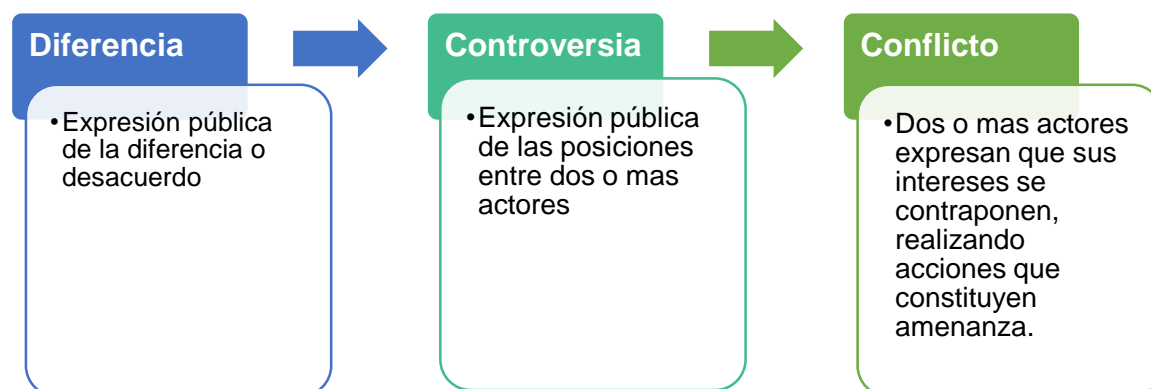 Diferencia
•Expresión pública
de la diferencia o
desacuerdo
Controversia
•Expresión pública
de las posiciones
entre dos o mas
actores
Conflicto
•Dos o mas actores
expresan que sus
intereses se
contraponen,
realizando
acciones que
constituyen
amenanza.